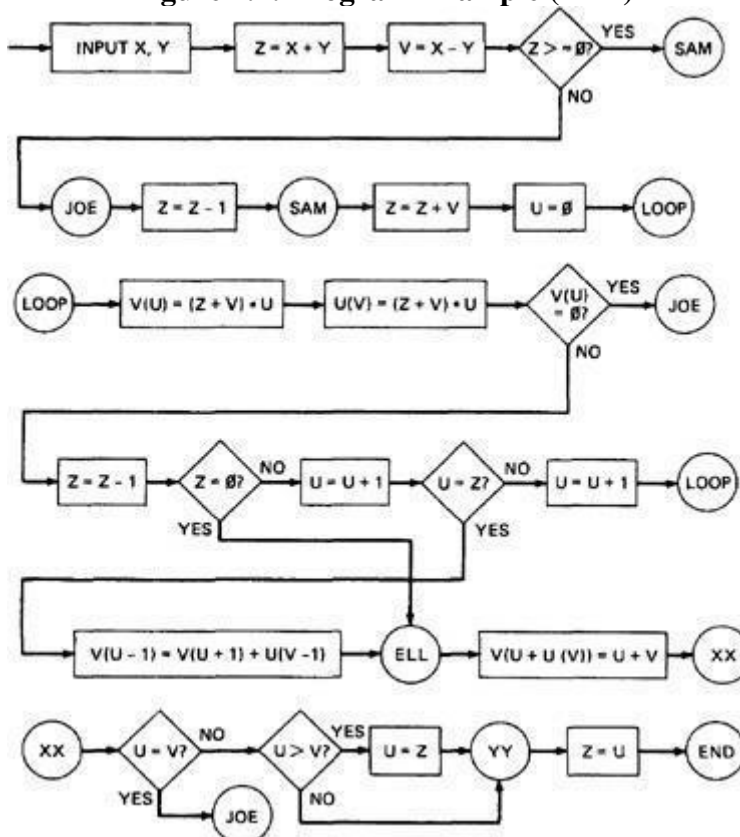 INPUT X, Y
Z = X + Y
V = X – Y
Z > = Ø?
YES
SAM
NO
JOE
Z = Z – 1
SAM
Z = Z + V
U = Ø
LOOP
LOOP
V(U) = (Z + V) * U
U(V) = (Z + V) * U
V(U)
= Ø?
YES
JOE
NO
Z = Z – 1
Z = Ø?
NO
U = U + 1
U = Z?
NO
U = U + 1
LOOP
YES
YES
V(U – 1) = V(U + 1) + U(V –1)
ELL
V(U + U (V)) = U + V
XX
XX
U = V?
NO
U > V?
YES
U = Z
YY
Z = U
END
YES
JOE
NO